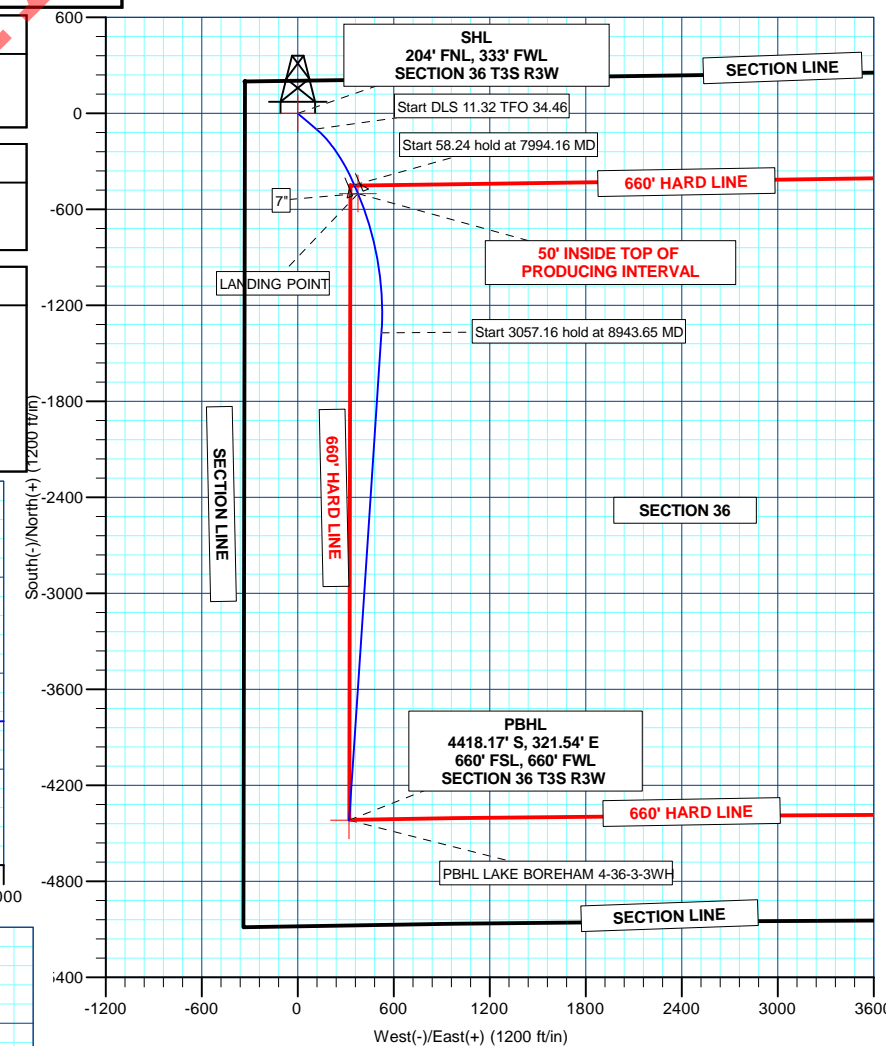 SHL
204' FNL, 333' FWL
SECTION 36 T3S R3W
SECTION LINE
Start DLS 11.32 TFO 34.46
Start 58.24 hold at 7994.16 MD
660' HARD LINE
7"
50' INSIDE TOP OF
PRODUCING INTERVAL
LANDING POINT
Start 3057.16 hold at 8943.65 MD
SECTION LINE
660' HARD LINE
SECTION 36
PBHL
4418.17' S, 321.54' E
660' FSL, 660' FWL
SECTION 36 T3S R3W
660' HARD LINE
PBHL LAKE BOREHAM 4-36-3-3WH
SECTION LINE
South(-)/North(+) (1200 ft/in)
600
0
-600
-1200
-1800
-2400
-3000
-3600
-4200
-4800
5400
000
-1200 -600 0 600 1200 1800 2400 3000 3600
West(-)/East(+) (1200 ft/in)